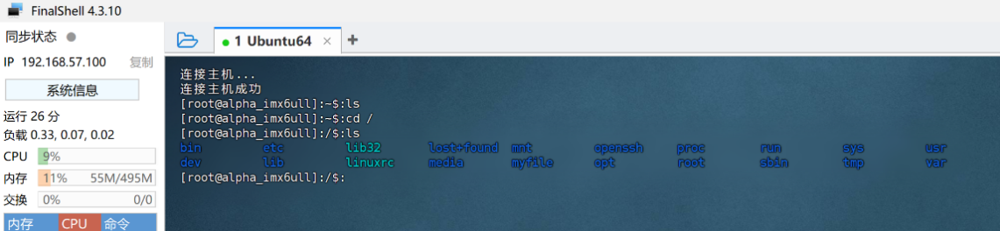 FinalShell 4.3.10
同步状态
IP 192.168.57.100 复制
系统信息
运行 26 分
负载 0.33, 0.07, 0.02
CPU 9%
内存 11% 55M/495M
交换 0% 0/0
内存 CPU 命令
1 Ubuntu64 × +
连接主机...
连接主机成功
[root@alpha_imx6ull]:~$:ls
[root@alpha_imx6ull]:~$:cd /
[root@alpha_imx6ull]:/$:ls
bin etc lib32 lost+found mnt openssh proc run sys usr
dev lib linuxrc media myfile opt root sbin tmp var
[root@alpha_imx6ull]:/$: